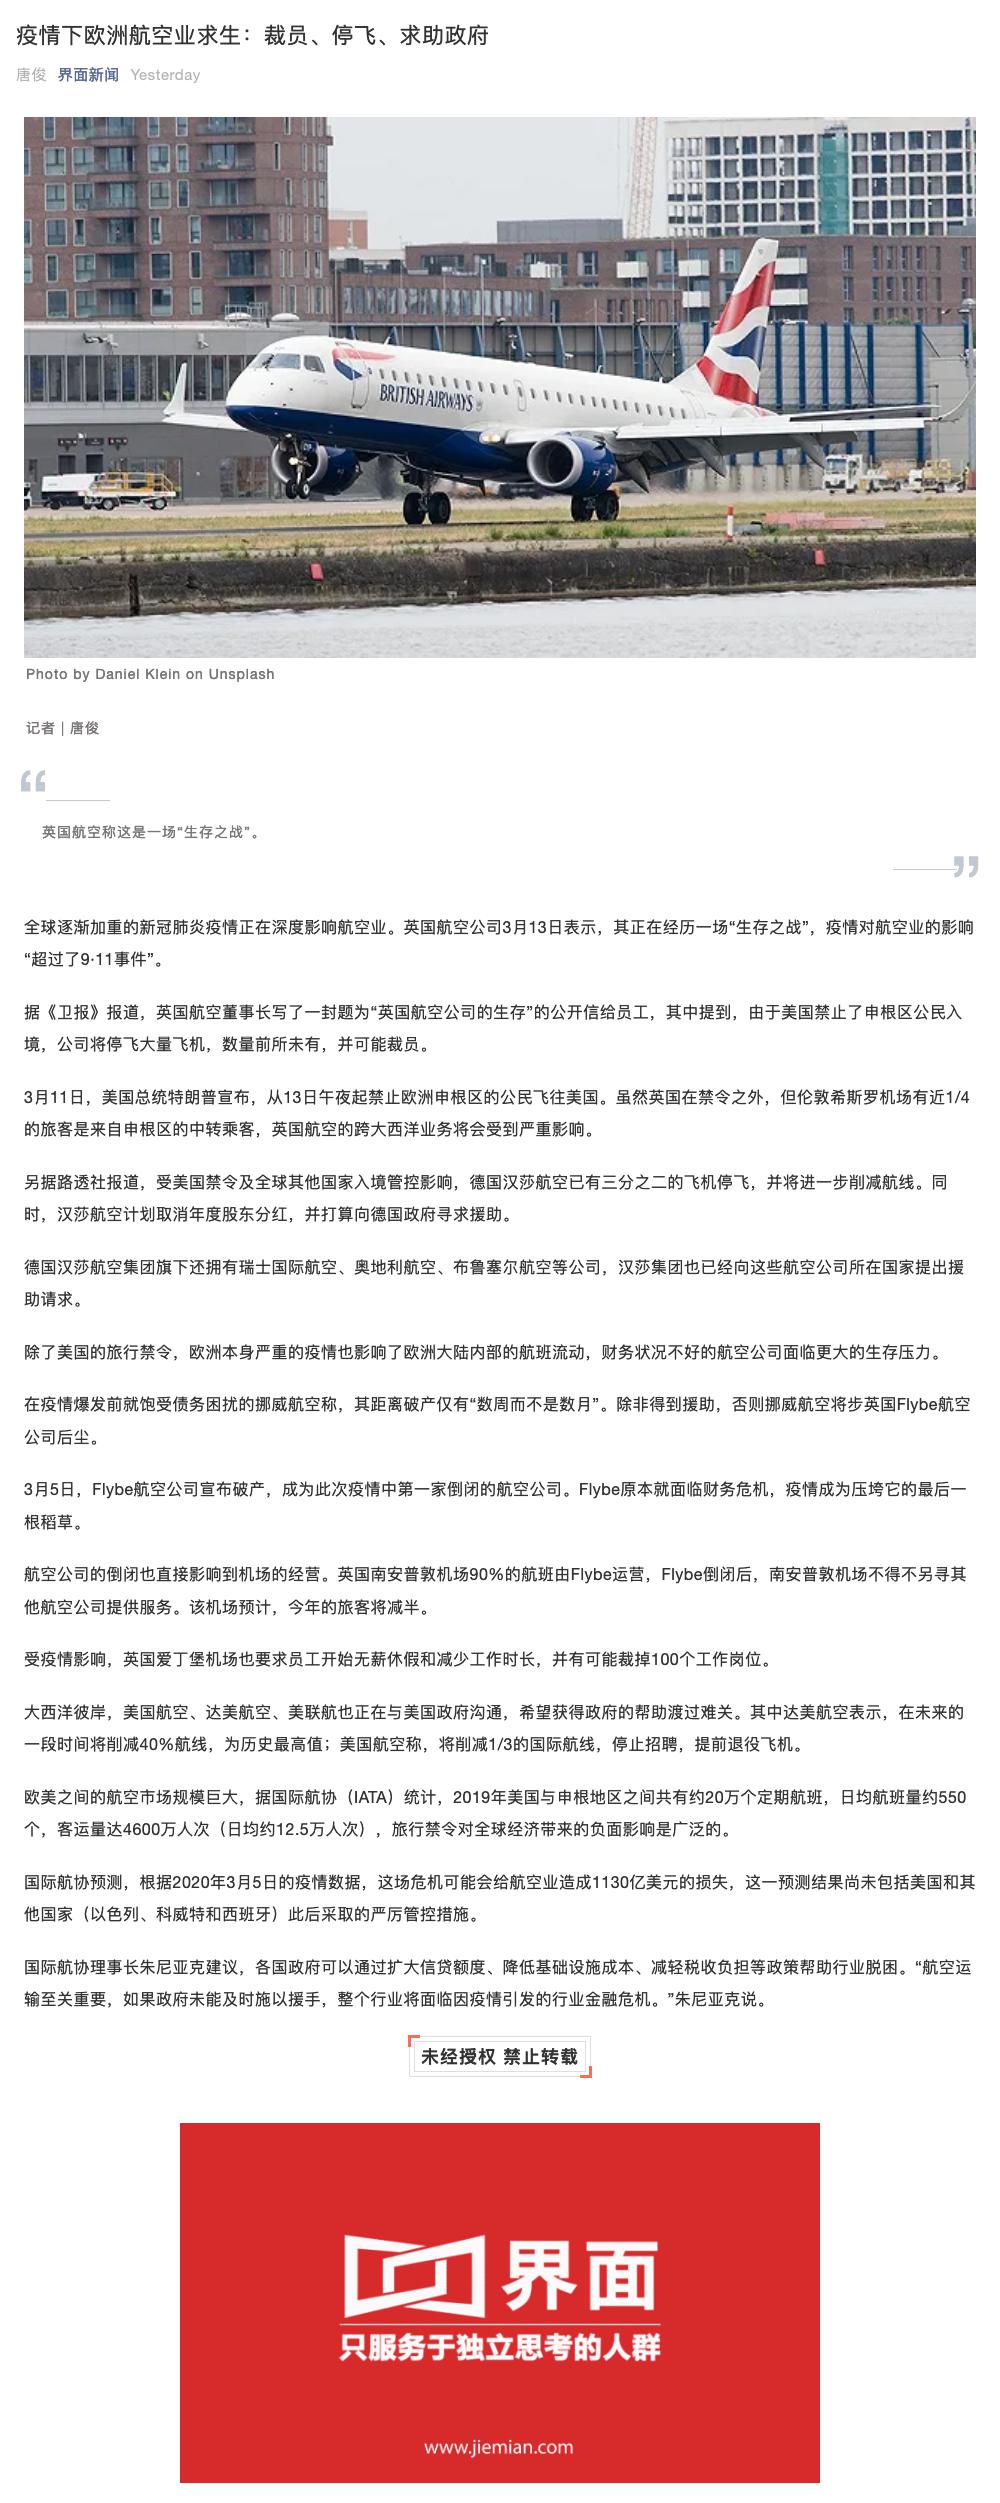 疫情下欧洲航空业求生：裁员、停飞、求助政府
唐俊 界面新闻 Yesterday
BRITISH AIRWAYS
Photo by Daniel Klein on Unsplash
记者 | 唐俊
英国航空称这是一场“生存之战”。
全球逐渐加重的新冠肺炎疫情正在深度影响航空业。英国航空公司3月13日表示，其正在经历一场“生存之战”，疫情对航空业的影响
“超过了9·11事件”。
据《卫报》报道，英国航空董事长写了一封题为“英国航空公司的生存”的公开信给员工，其中提到，由于美国禁止了申根区公民入
境，公司将停飞大量飞机，数量前所未有，并可能裁员。
3月11日，美国总统特朗普宣布，从13日午夜起禁止欧洲申根区的公民飞往美国。虽然英国在禁令之外，但伦敦希斯罗机场有近1/4
的旅客是来自申根区的中转乘客，英国航空的跨大西洋业务将会受到严重影响。
另据路透社报道，受美国禁令及全球其他国家入境管控影响，德国汉莎航空已有三分之二的飞机停飞，并将进一步削减航线。同
时，汉莎航空计划取消年度股东分红，并打算向德国政府寻求援助。
德国汉莎航空集团旗下还拥有瑞士国际航空、奥地利航空、布鲁塞尔航空等公司，汉莎集团也已经向这些航空公司所在国家提出援
助请求。
除了美国的旅行禁令，欧洲本身严重的疫情也影响了欧洲大陆内部的航班流动，财务状况不好的航空公司面临更大的生存压力。
在疫情爆发前就饱受债务困扰的挪威航空称，其距离破产仅有“数周而不是数月”。除非得到援助，否则挪威航空将步英国Flybe航空
公司后尘。
3月5日，Flybe航空公司宣布破产，成为此次疫情中第一家倒闭的航空公司。Flybe原本就面临财务危机，疫情成为压垮它的最后一
根稻草。
航空公司的倒闭也直接影响到机场的经营。英国南安普敦机场90%的航班由Flybe运营，Flybe倒闭后，南安普敦机场不得不另寻其
他航空公司提供服务。该机场预计，今年的旅客将减半。
受疫情影响，英国爱丁堡机场也要求员工开始无薪休假和减少工作时长，并有可能裁掉100个工作岗位。
大西洋彼岸，美国航空、达美航空、美联航也正在与美国政府沟通，希望获得政府的帮助渡过难关。其中达美航空表示，在未来的
一段时间将削减40%航线，为历史最高值；美国航空称，将削减1/3的国际航线，停止招聘，提前退役飞机。
欧美之间的航空市场规模巨大，据国际航协（IATA）统计，2019年美国与申根地区之间共有约20万个定期航班，日均航班量约550
个，客运量达4600万人次（日均约12.5万人次），旅行禁令对全球经济带来的负面影响是广泛的。
国际航协预测，根据2020年3月5日的疫情数据，这场危机可能会给航空业造成1130亿美元的损失，这一预测结果尚未包括美国和其
他国家（以色列、科威特和西班牙）此后采取的严厉管控措施。
国际航协理事长朱尼亚克建议，各国政府可以通过扩大信贷额度、降低基础设施成本、减轻税收负担等政策帮助行业脱困。“航空运
输至关重要，如果政府未能及时施以援手，整个行业将面临因疫情引发的行业金融危机。”朱尼亚克说。
未经授权 禁止转载
界面
只服务于独立思考的人群
www.jiemian.com